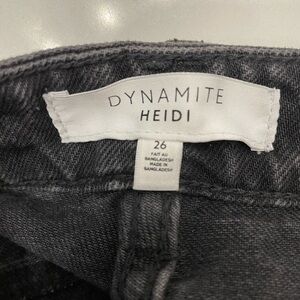 DYNAMITE
HEIDI
26
FAIT AU
BANGLADESH
MADE IN
BANGLADESH